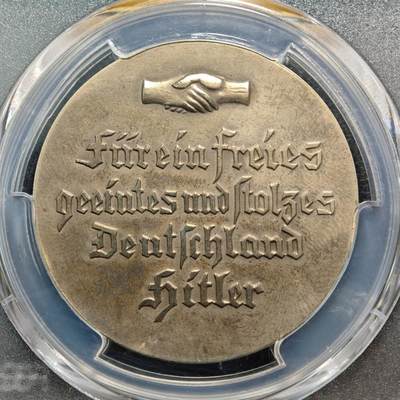 Für ein freies
geeintes und stolzes
Deutschland
Hitler